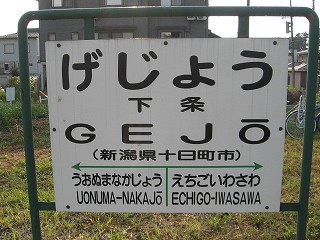 げじょう
下条
GEJŌ
(新潟県十日町市)
うおぬまなかじょう えちごいわさわ
UONUMA-NAKAJŌ ECHIGO-IWASAWA